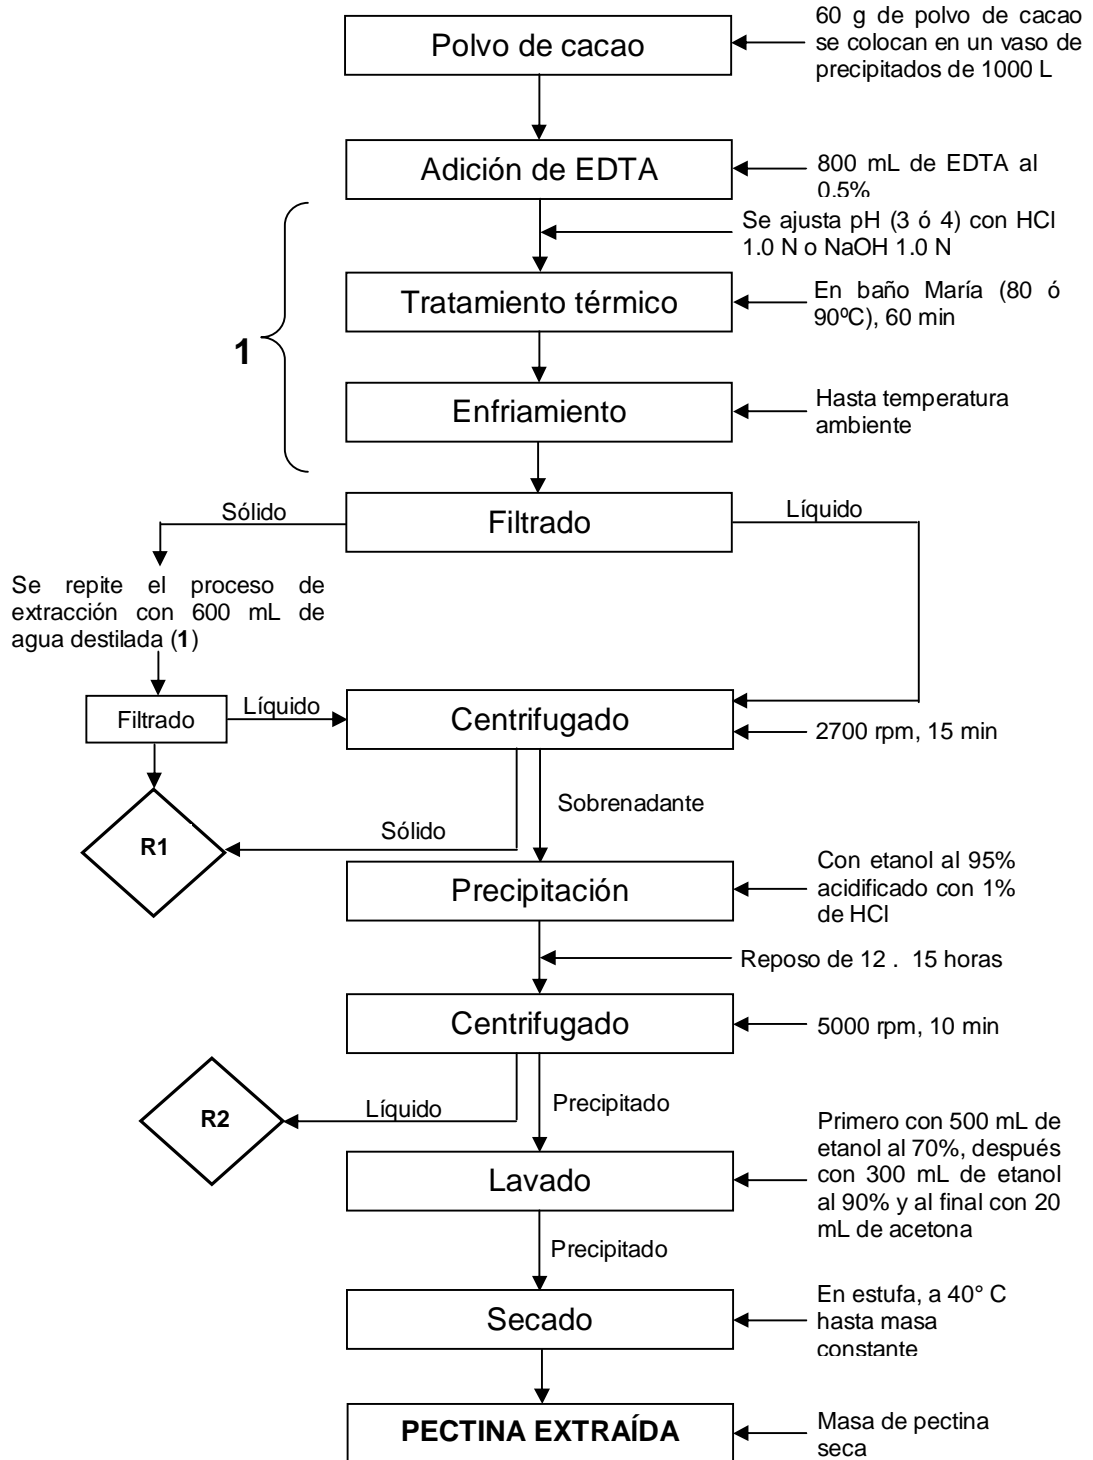 Polvo de cacao
60 g de polvo de cacao
se colocan en un vaso de
precipitados de 1000 L
Adición de EDTA
800 mL de EDTA al
0.5%
Se ajusta pH (3 ó 4) con HCl
1.0 N o NaOH 1.0 N
Tratamiento térmico
En baño María (80 ó
90ºC), 60 min
1
Enfriamiento
Hasta temperatura
ambiente
Sólido
Filtrado
Líquido
Se repite el proceso de
extracción con 600 mL de
agua destilada (1)
Filtrado
Líquido
Centrifugado
2700 rpm, 15 min
Sobrenadante
Sólido
R1
Precipitación
Con etanol al 95%
acidificado con 1%
de HCl
Reposo de 12 . 15 horas
Centrifugado
5000 rpm, 10 min
R2
Líquido
Precipitado
Lavado
Primero con 500 mL de
etanol al 70%, después
con 300 mL de etanol
al 90% y al final con 20
mL de acetona
Precipitado
Secado
En estufa, a 40° C
hasta masa
constante
PECTINA EXTRAÍDA
Masa de pectina
seca